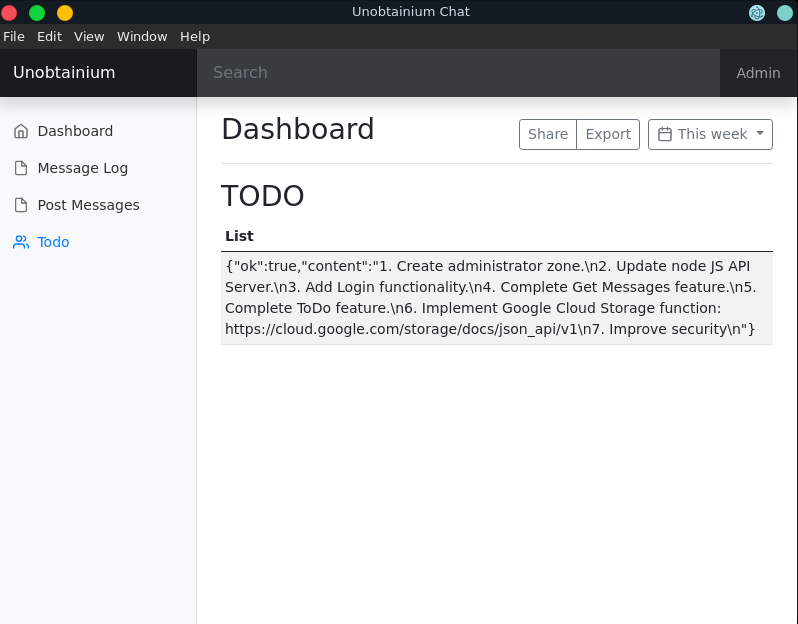 Unobtainium Chat
File Edit View Window Help
Unobtainium
Search
Admin
Dashboard
Message Log
Post Messages
Todo
Dashboard
Share
Export
This week
TODO
List
{"ok":true,"content":"1. Create administrator zone.\n2. Update node JS API
Server.\n3. Add Login functionality.\n4. Complete Get Messages feature.\n5.
Complete ToDo feature.\n6. Implement Google Cloud Storage function:
https://cloud.google.com/storage/docs/json_api/v1\n7. Improve security\n"}